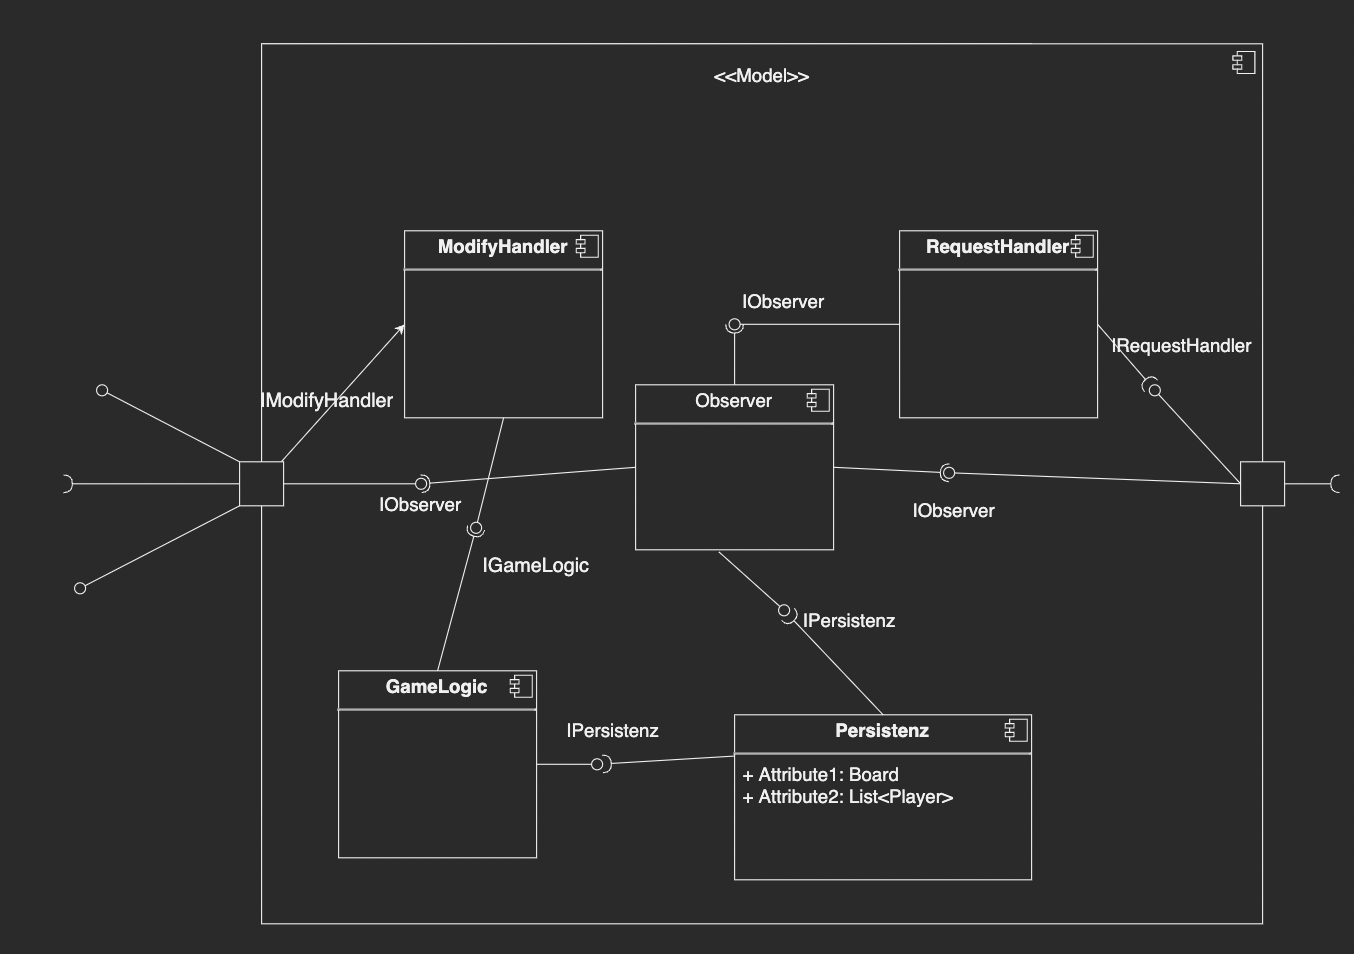 <<Model>>
ModifyHandler
RequestHandler
IObserver
IRequestHandler
IModifyHandler
Observer
IObserver
IObserver
IGameLogic
IPersistenz
GameLogic
IPersistenz
Persistenz
+ Attribute1: Board
+ Attribute2: List<Player>